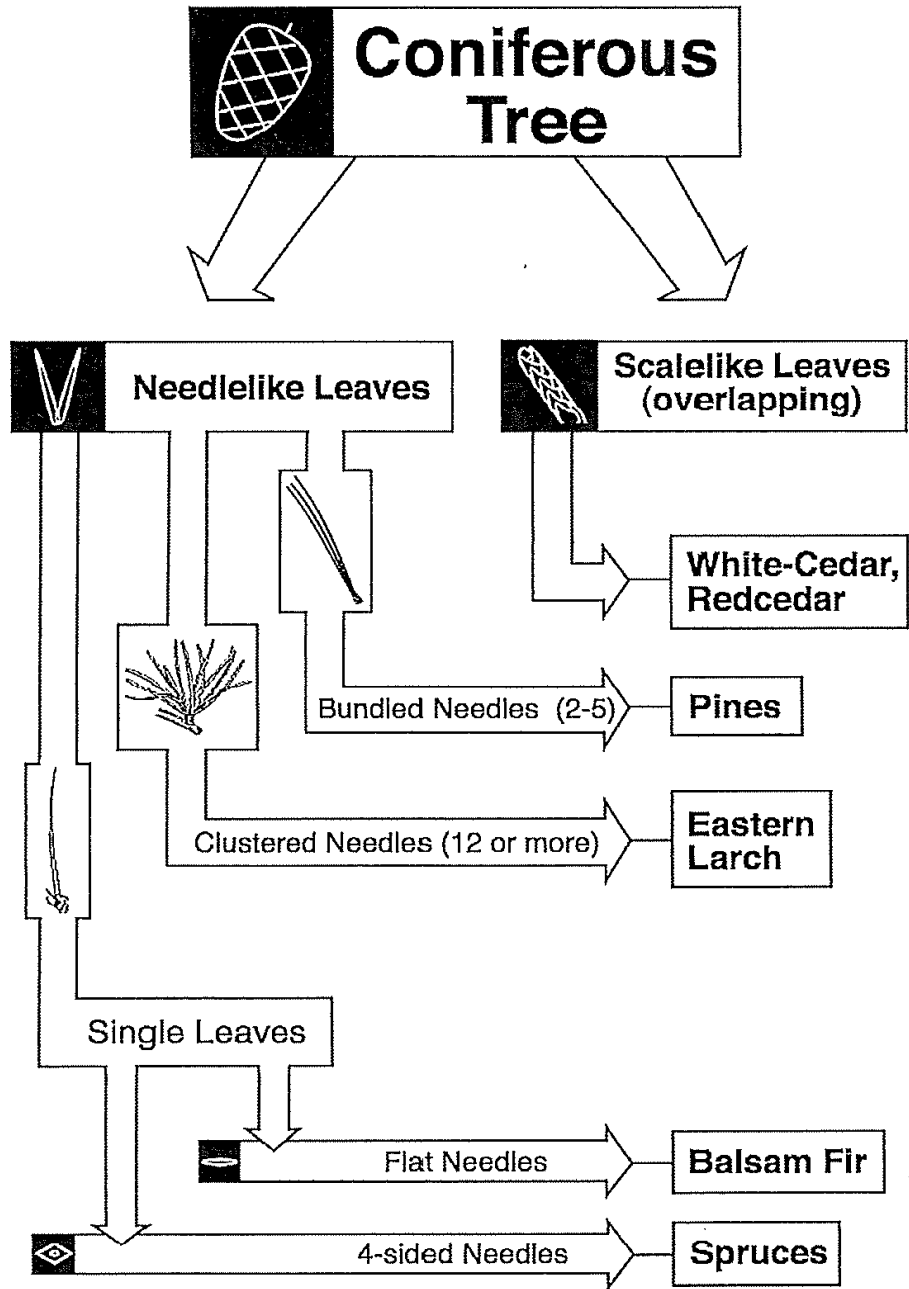 Coniferous
Tree
Needlelike Leaves
Scalelike Leaves
(overlapping)
White-Cedar,
Redcedar
Bundled Needles (2-5)
Pines
Clustered Needles (12 or more)
Eastern
Larch
Single Leaves
Flat Needles
Balsam Fir
4-sided Needles
Spruces